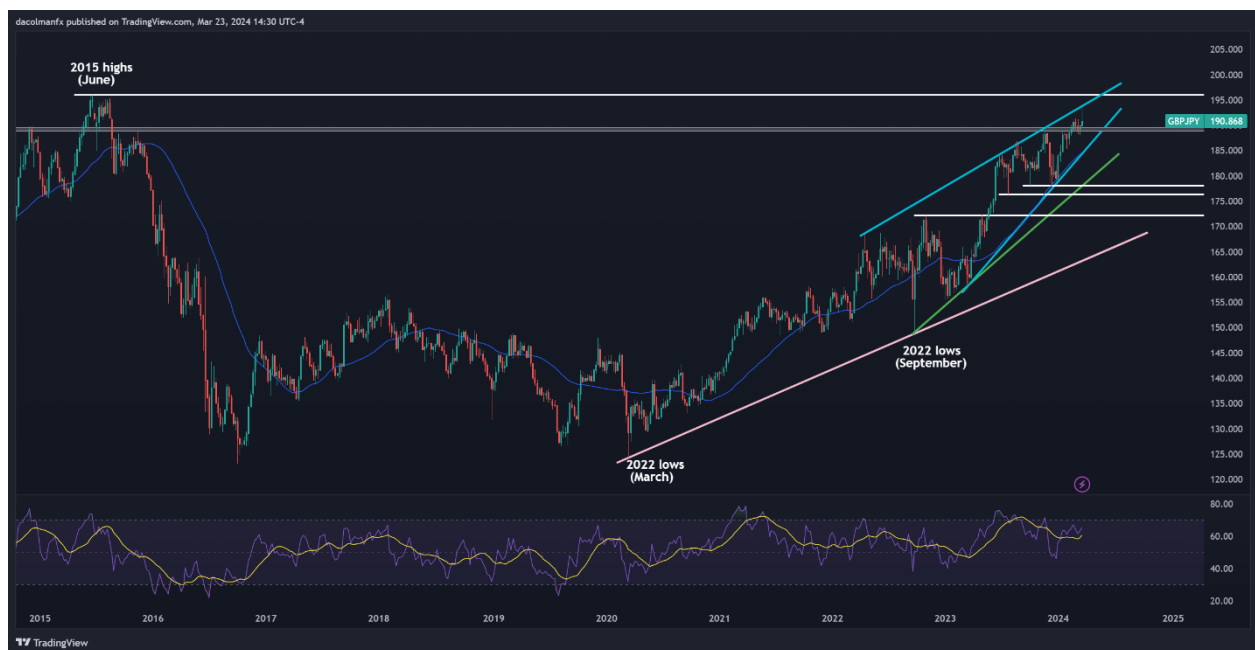 dacolmanfx published on TradingView.com, Mar 23, 2024 14:30 UTC-4
205.000
2015 highs
(June)
200.000
195.000
GBPJPY 190.868
185.000
180.000
175.000
170.000
165.000
160.000
155.000
150.000
2022 lows
(September)
145.000
140.000
135.000
130.000
125.000
2022 lows
(March)
120.000
80.00
60.00
40.00
20.00
2015 2016 2017 2018 2019 2020 2021 2022 2023 2024 2025
TradingView